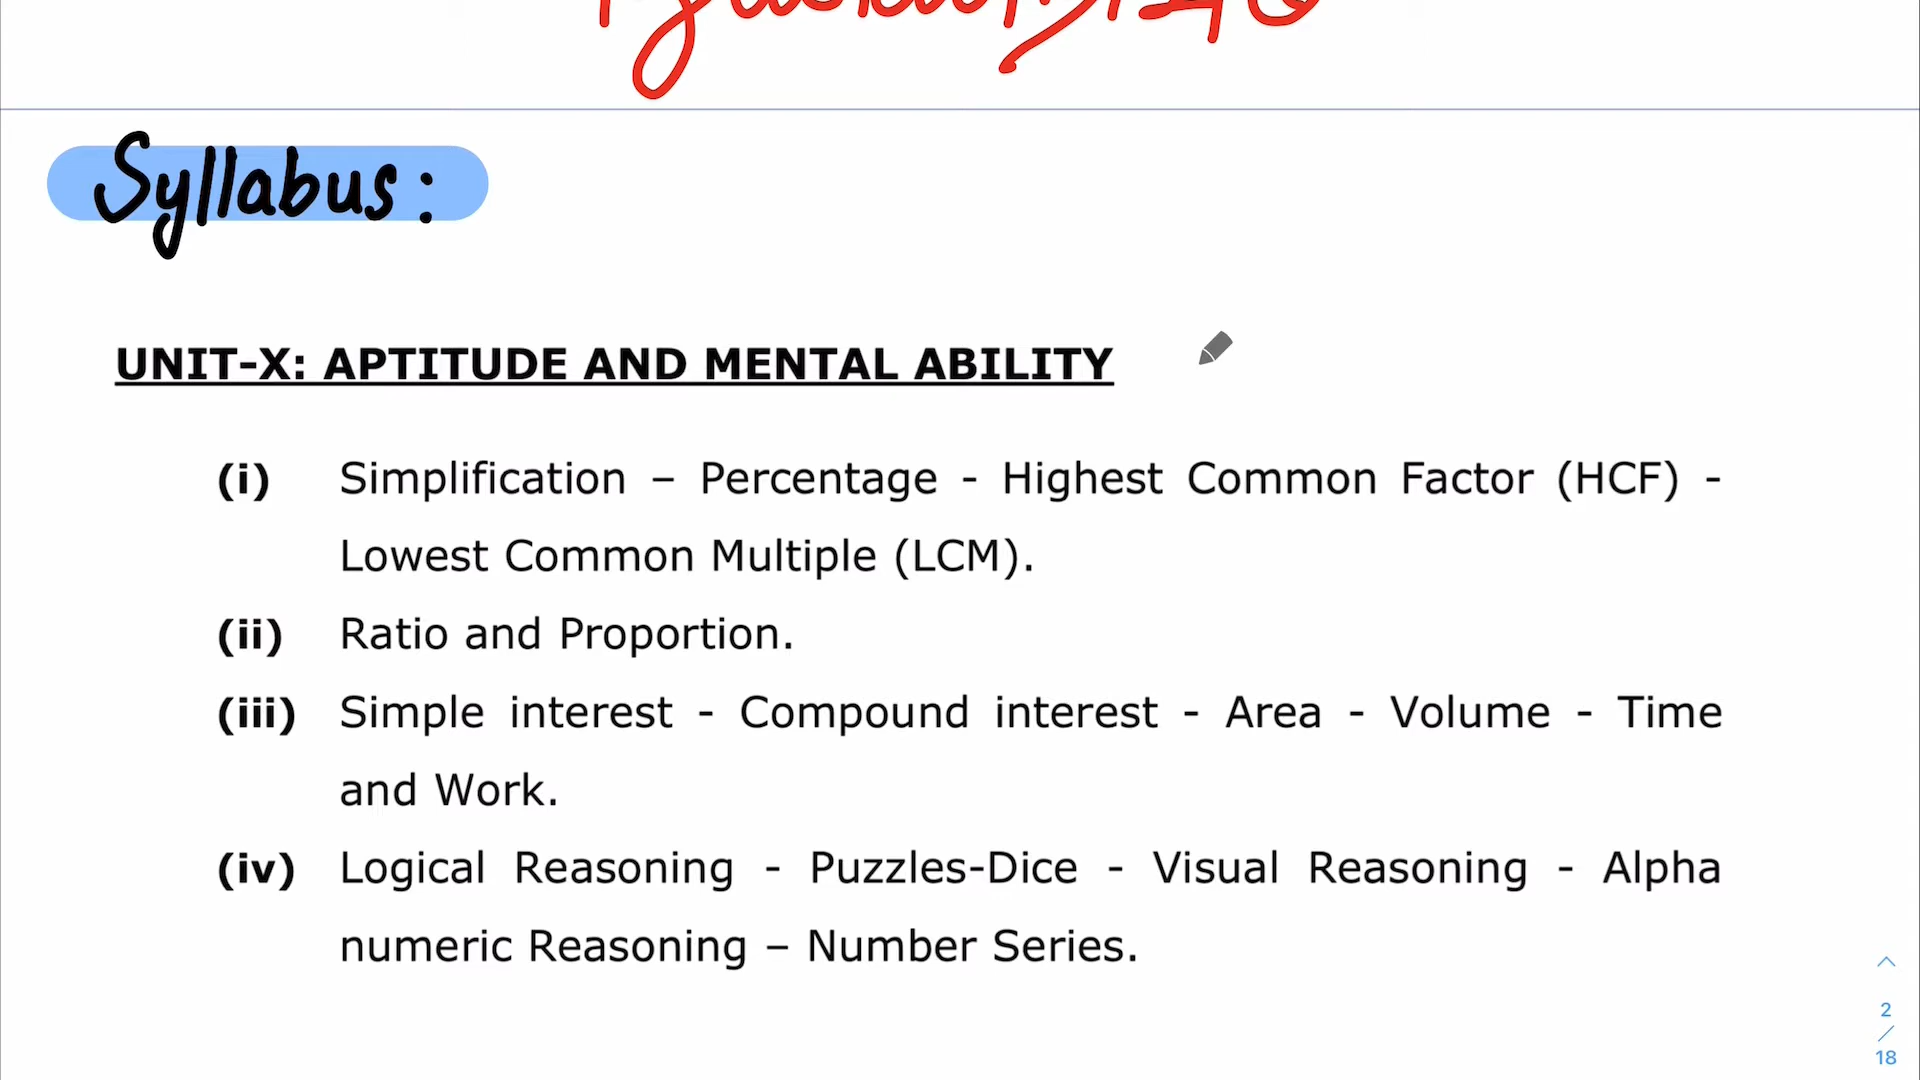 Syllabus:
UNIT-X: APTITUDE AND MENTAL ABILITY
(i) Simplification – Percentage - Highest Common Factor (HCF) -
Lowest Common Multiple (LCM).
(ii) Ratio and Proportion.
(iii) Simple interest - Compound interest - Area - Volume - Time
and Work.
(iv) Logical Reasoning - Puzzles-Dice - Visual Reasoning - Alpha
numeric Reasoning – Number Series.
2
/
18